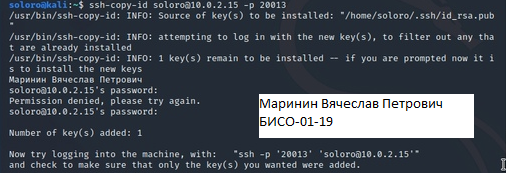 soloro@kali:~$ ssh-copy-id soloro@10.0.2.15 -p 20013
/usr/bin/ssh-copy-id: INFO: Source of key(s) to be installed: "/home/soloro/.ssh/id_rsa.pub
"
/usr/bin/ssh-copy-id: INFO: attempting to log in with the new key(s), to filter out any tha
t are already installed
/usr/bin/ssh-copy-id: INFO: 1 key(s) remain to be installed -- if you are prompted now it i
s to install the new keys
Маринин Вячеслав Петрович
soloro@10.0.2.15's password:
Permission denied, please try again.
soloro@10.0.2.15's password:
Маринин Вячеслав Петрович
БИСО-01-19
Number of key(s) added: 1
Now try logging into the machine, with:   "ssh -p '20013' 'soloro@10.0.2.15'"
and check to make sure that only the key(s) you wanted were added.